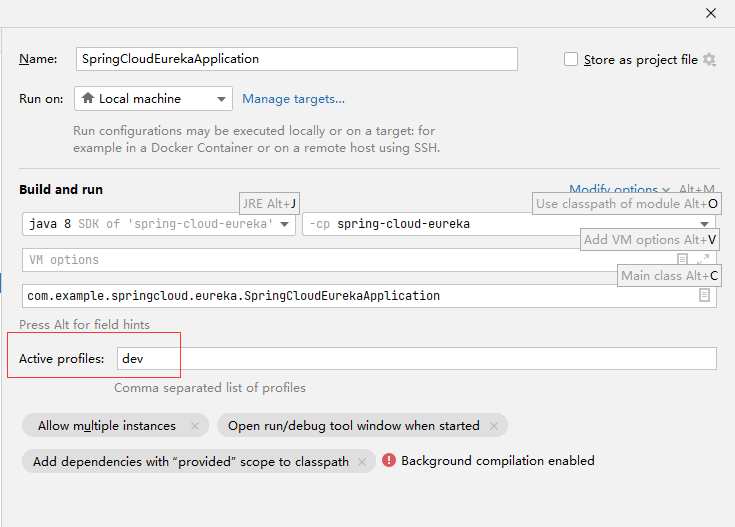 Name: SpringCloudEurekaApplication Store as project file
Run on: Local machine Manage targets...
Run configurations may be executed locally or on a target: for
example in a Docker Container or on a remote host using SSH.
Build and run Modify options Alt+M
JRE Alt+J Use classpath of module Alt+O
java 8 SDK of 'spring-cloud-eureka' -cp spring-cloud-eureka
Add VM options Alt+V
VM options
Main class Alt+C
com.example.springcloud.eureka.SpringCloudEurekaApplication
Press Alt for field hints
Active profiles: dev
Comma separated list of profiles
Allow multiple instances × Open run/debug tool window when started ×
Add dependencies with “provided” scope to classpath × Background compilation enabled